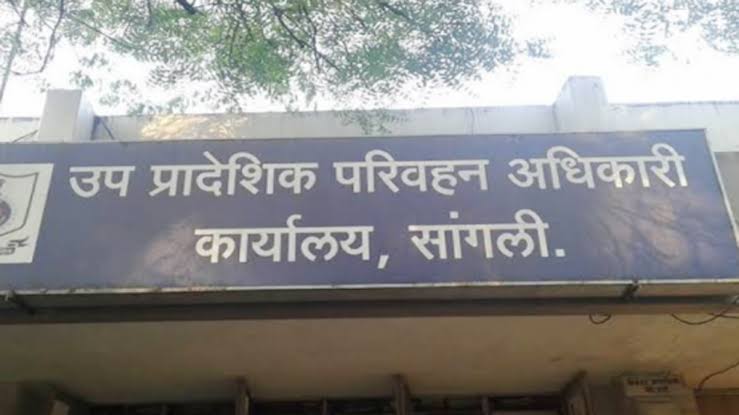 उप प्रादेशिक परिवहन अधिकारी
कार्यालय, सांगली.